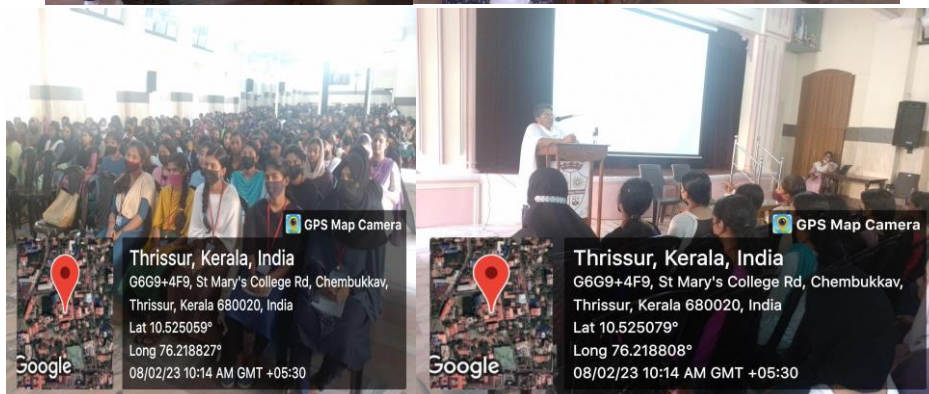 GPS Map Camera
Thrissur, Kerala, India
G6G9+4F9, St Mary's College Rd, Chembukkav,
Thrissur, Kerala 680020, India
Lat 10.525059°
Long 76.218827°
08/02/23 10:14 AM GMT +05:30
Google
GPS Map Camera
Thrissur, Kerala, India
G6G9+4F9, St Mary's College Rd, Chembukkav,
Thrissur, Kerala 680020, India
Lat 10.525079°
Long 76.218808°
08/02/23 10:14 AM GMT +05:30
Google